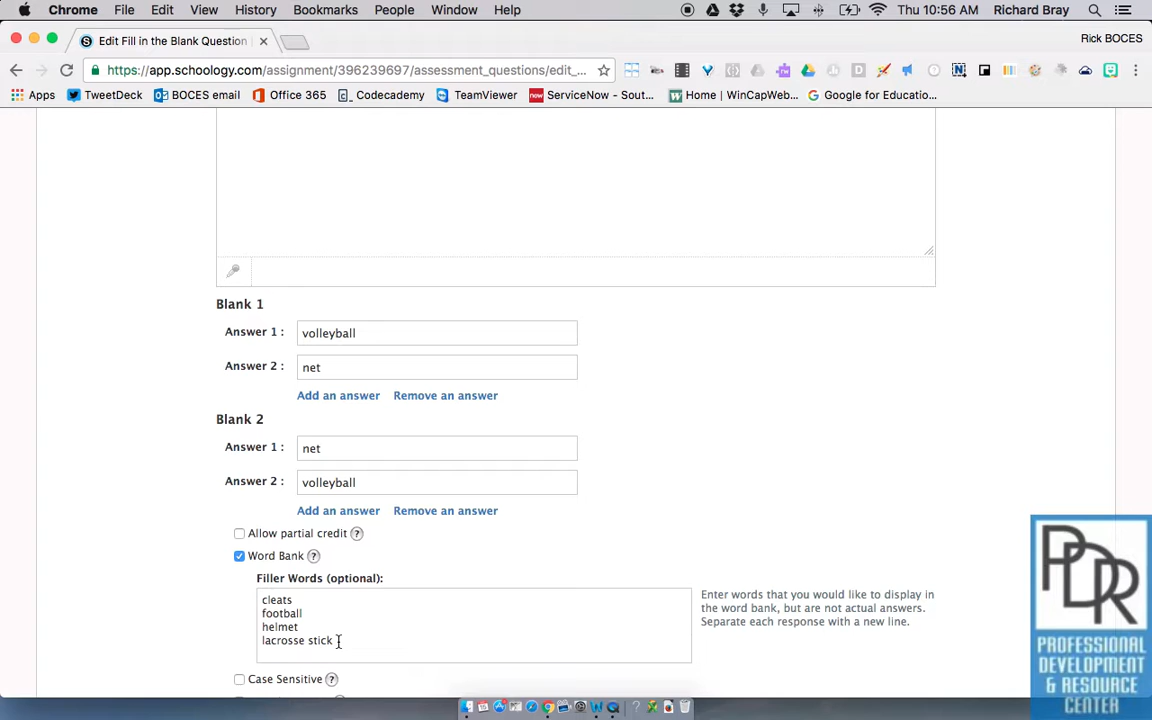 Chrome File Edit View History Bookmarks People Window Help Thu 10:56 AM Richard Bray
Edit Fill in the Blank Question Rick BOCES
https://app.schoology.com/assignment/396239697/assessment_questions/edit_...
Apps TweetDeck BOCES email Office 365 Codecademy TeamViewer ServiceNow - Sout... Home | WinCapWeb... Google for Educatio...
Blank 1
Answer 1 : volleyball
Answer 2 : net
Add an answer Remove an answer
Blank 2
Answer 1 : net
Answer 2 : volleyball
Add an answer Remove an answer
Allow partial credit ?
Word Bank ?
Filler Words (optional):
cleats
football
helmet
lacrosse stick
Enter words that you would like to display in
the word bank, but are not actual answers.
Separate each response with a new line.
Case Sensitive ?
PDRC
PROFESSIONAL
DEVELOPMENT
& RESOURCE
CENTER